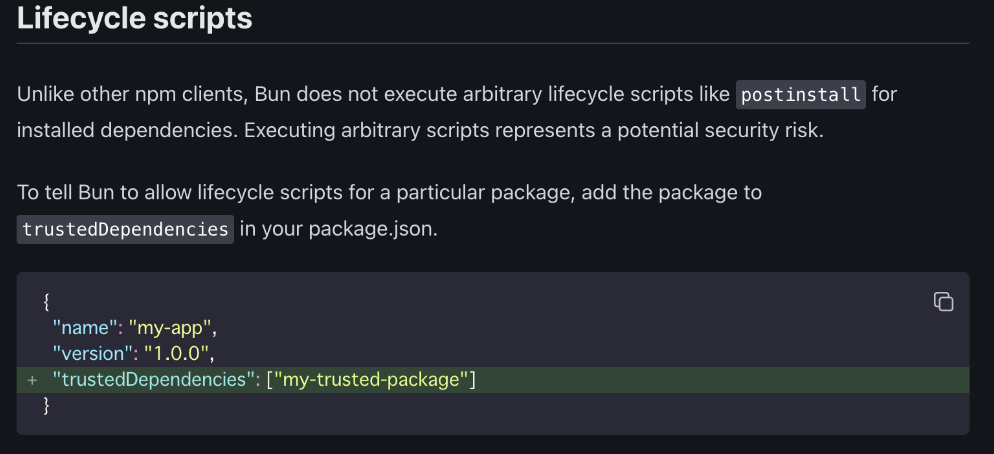 Lifecycle scripts
Unlike other npm clients, Bun does not execute arbitrary lifecycle scripts like postinstall for
installed dependencies. Executing arbitrary scripts represents a potential security risk.
To tell Bun to allow lifecycle scripts for a particular package, add the package to
trustedDependencies in your package.json.
{
"name": "my-app",
"version": "1.0.0",
+ "trustedDependencies": ["my-trusted-package"]
}